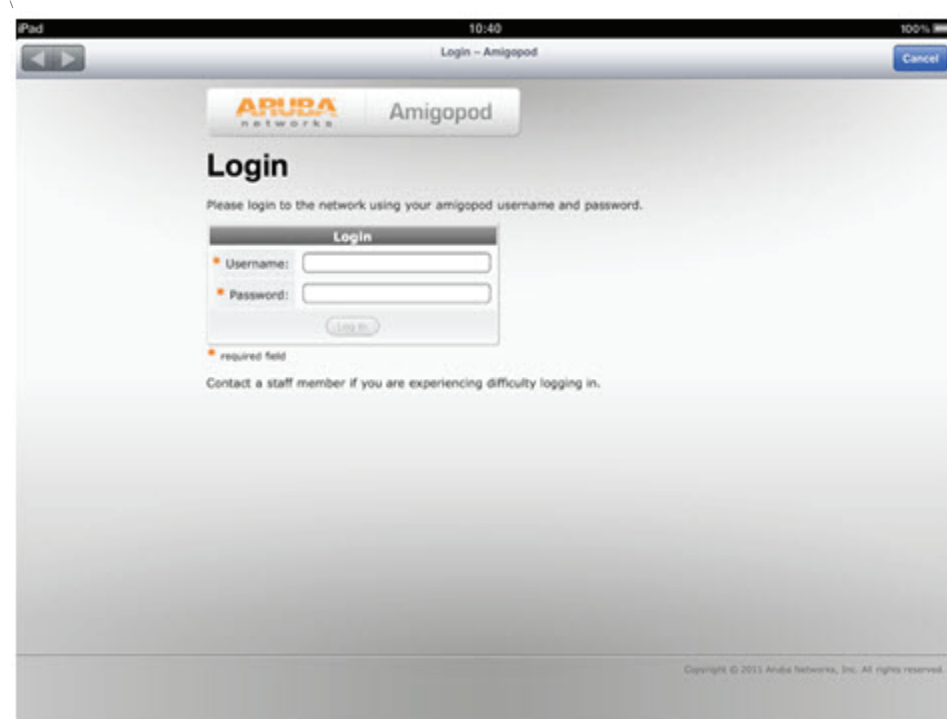 \
iPad 10:40 100%
Login – Amigopod
Cancel
ARUBA networks Amigopod
Login
Please login to the network using your amigopod username and password.
Login
* Username:
* Password:
Log In
* required field
Contact a staff member if you are experiencing difficulty logging in.
Copyright © 2011 Aruba Networks, Inc. All rights reserved.